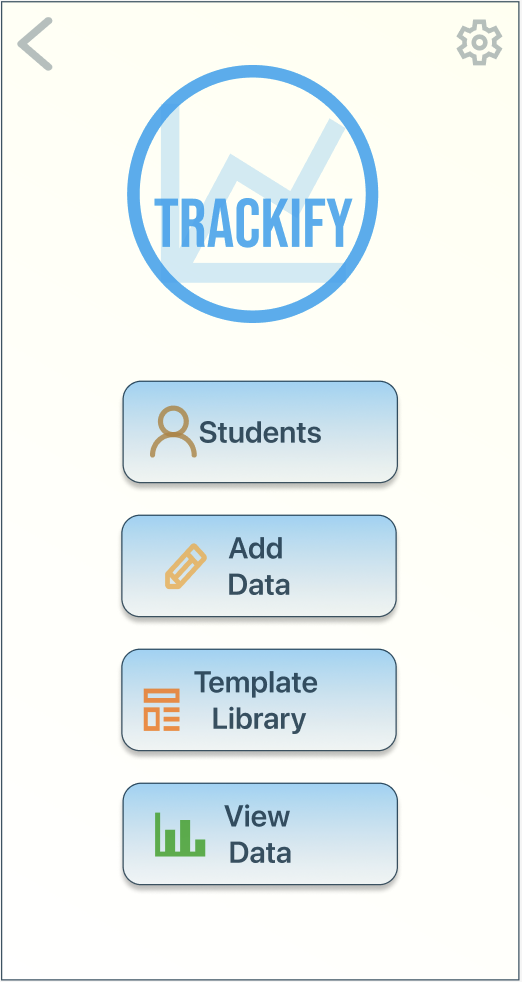 TRACKIFY
Students
Add
Data
Template
Library
View
Data